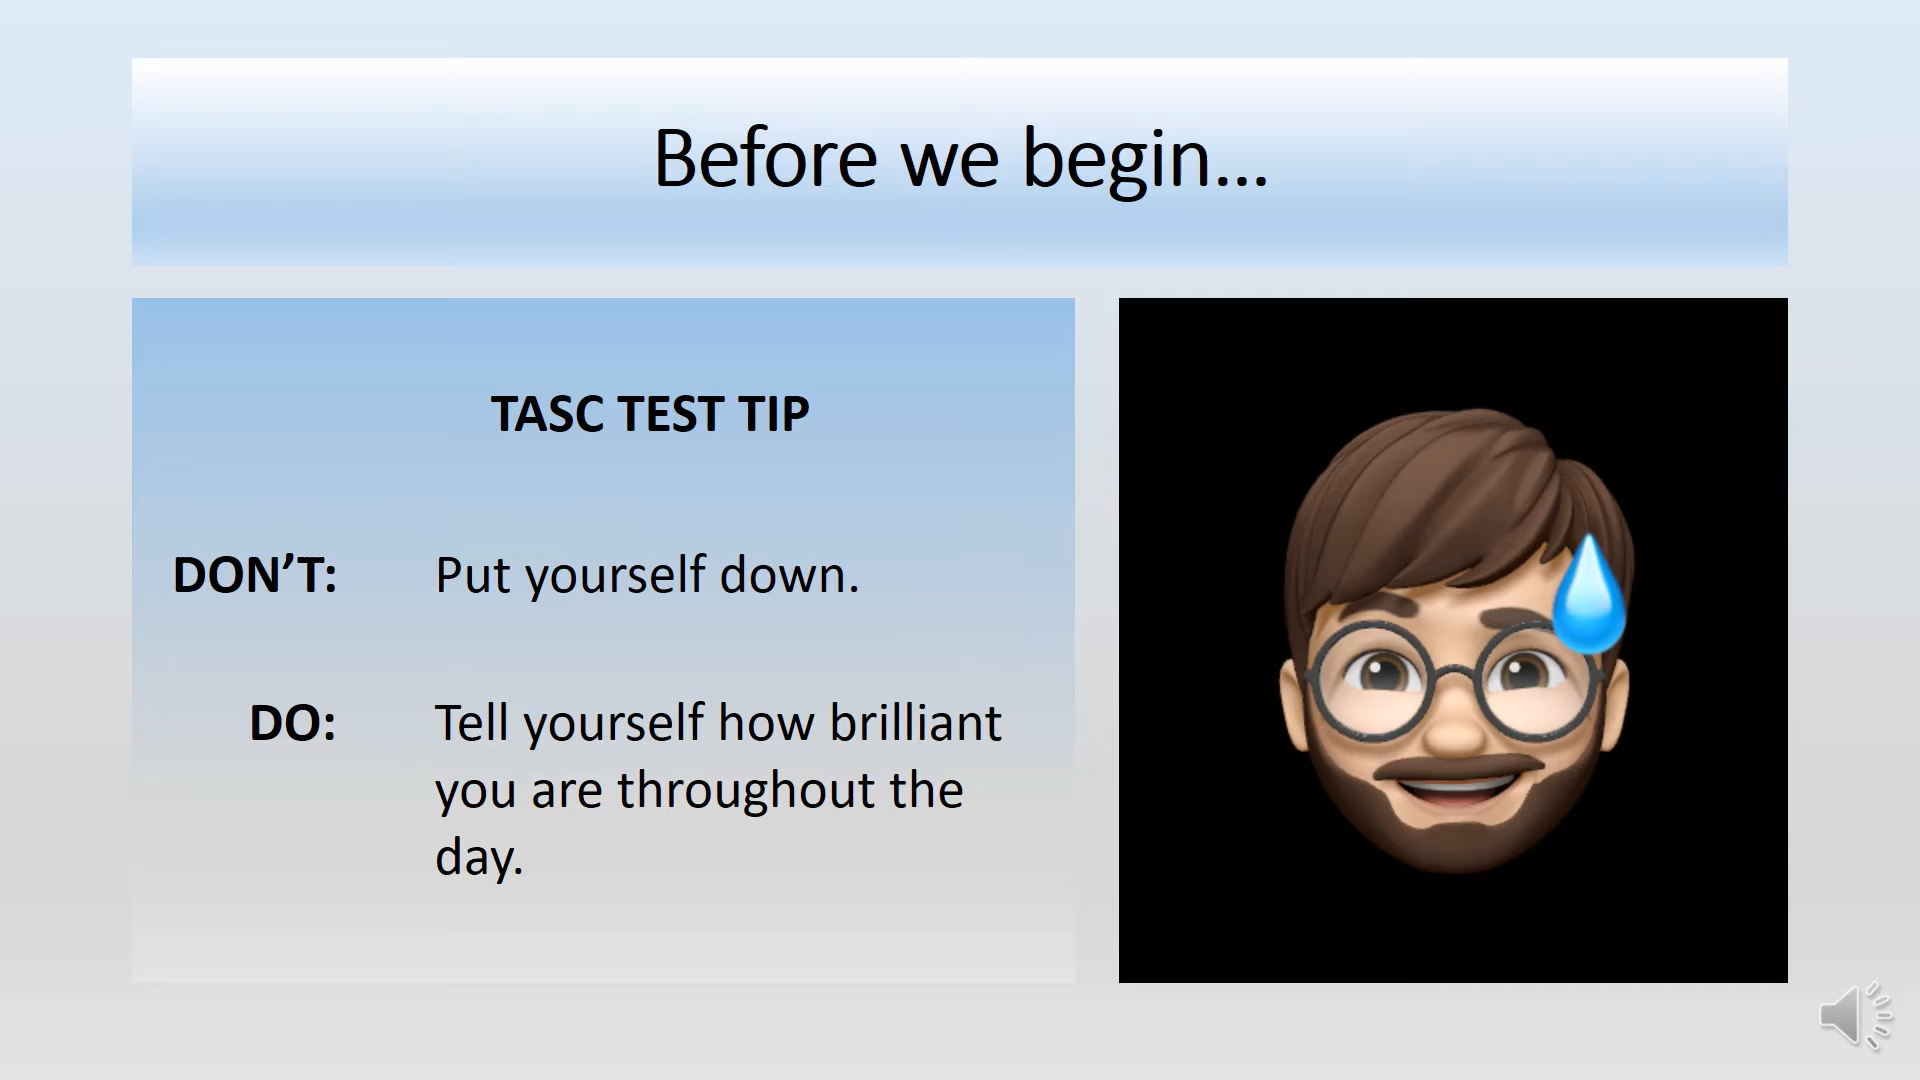 Before we begin…
TASC TEST TIP
DON’T: Put yourself down.
DO: Tell yourself how brilliant
you are throughout the
day.